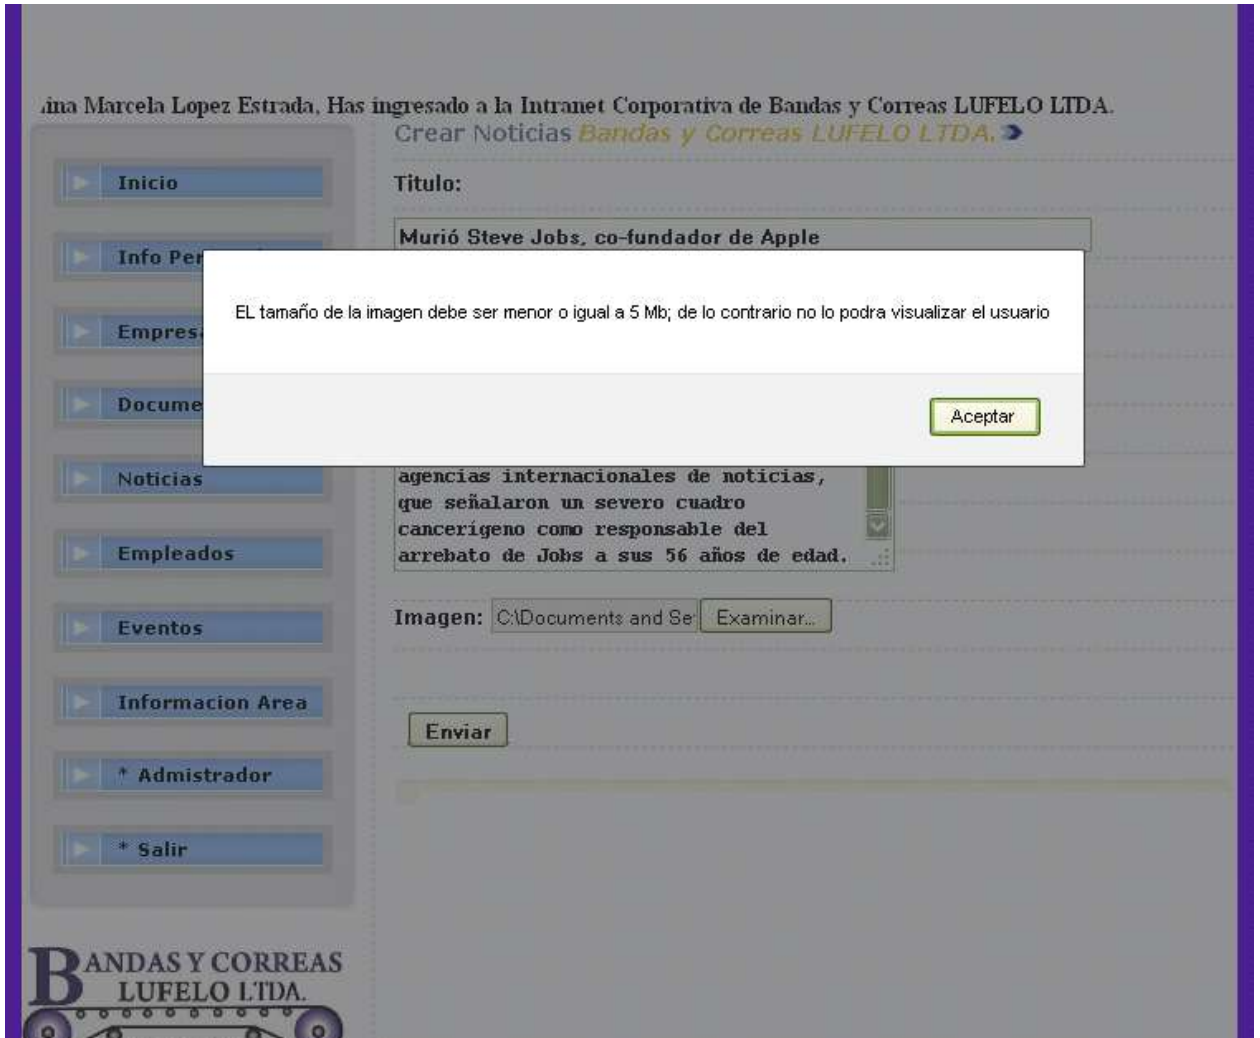 Marcela Lopez Estrada, Has ingresado a la Intranet Corporativa de Bandas y Correas LUFELO LTDA.
Crear Noticias Bandas y Correas LUFELO LTDA.
Inicio
Titulo:
Murió Steve Jobs, co-fundador de Apple
Info
EL tamaño de la imagen debe ser menor o igual a 5 Mb; de lo contrario no lo podra visualizar el usuario
Aceptar
Noticias
agencias internacionales de noticias,
que señalaron un severo cuadro
cancerígeno como responsable del
arrebato de Jobs a sus 56 años de edad.
Empleados
Imagen: C:\Documents and Se Examinar...
Eventos
Informacion Area
Enviar
* Admistrador
* Salir
BANDAS Y CORREAS
LUFELO LTDA.